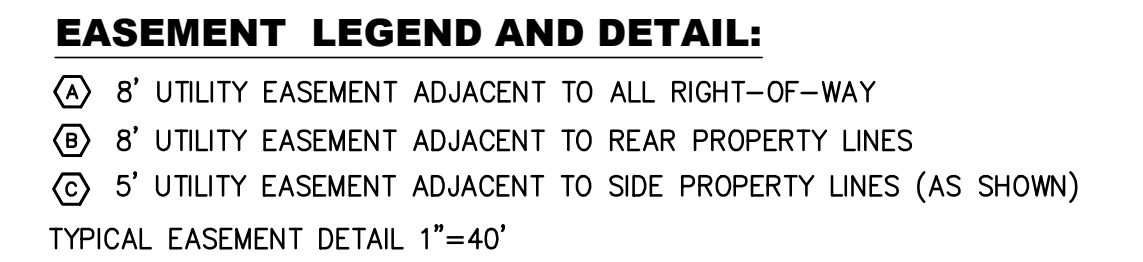 EASEMENT LEGEND AND DETAIL:
A 8' UTILITY EASEMENT ADJACENT TO ALL RIGHT-OF-WAY
B 8' UTILITY EASEMENT ADJACENT TO REAR PROPERTY LINES
C 5' UTILITY EASEMENT ADJACENT TO SIDE PROPERTY LINES (AS SHOWN)
TYPICAL EASEMENT DETAIL 1"=40'